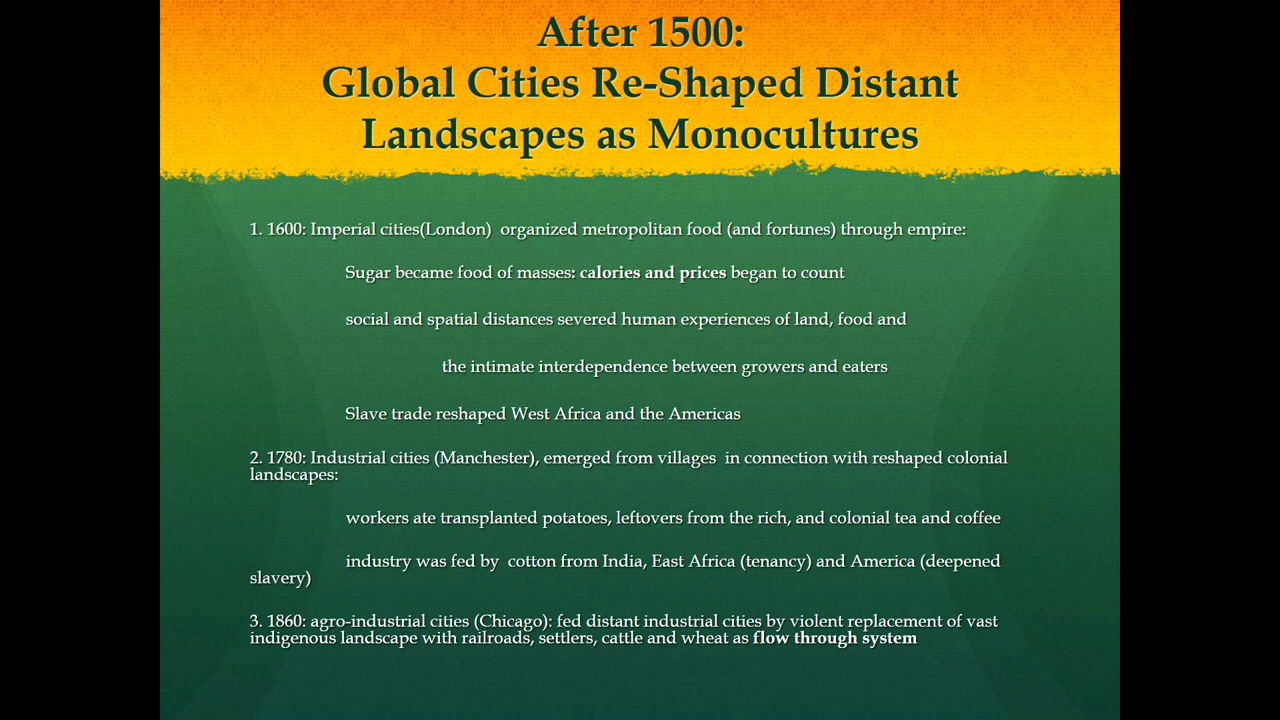 After 1500:
Global Cities Re-Shaped Distant
Landscapes as Monocultures
1. 1600: Imperial cities(London)  organized metropolitan food (and fortunes) through empire:
Sugar became food of masses: calories and prices began to count
social and spatial distances severed human experiences of land, food and
the intimate interdependence between growers and eaters
Slave trade reshaped West Africa and the Americas
2. 1780: Industrial cities (Manchester), emerged from villages  in connection with reshaped colonial
landscapes:
workers ate transplanted potatoes, leftovers from the rich, and colonial tea and coffee
industry was fed by  cotton from India, East Africa (tenancy) and America (deepened
slavery)
3. 1860: agro-industrial cities (Chicago): fed distant industrial cities by violent replacement of vast
indigenous landscape with railroads, settlers, cattle and wheat as flow through system